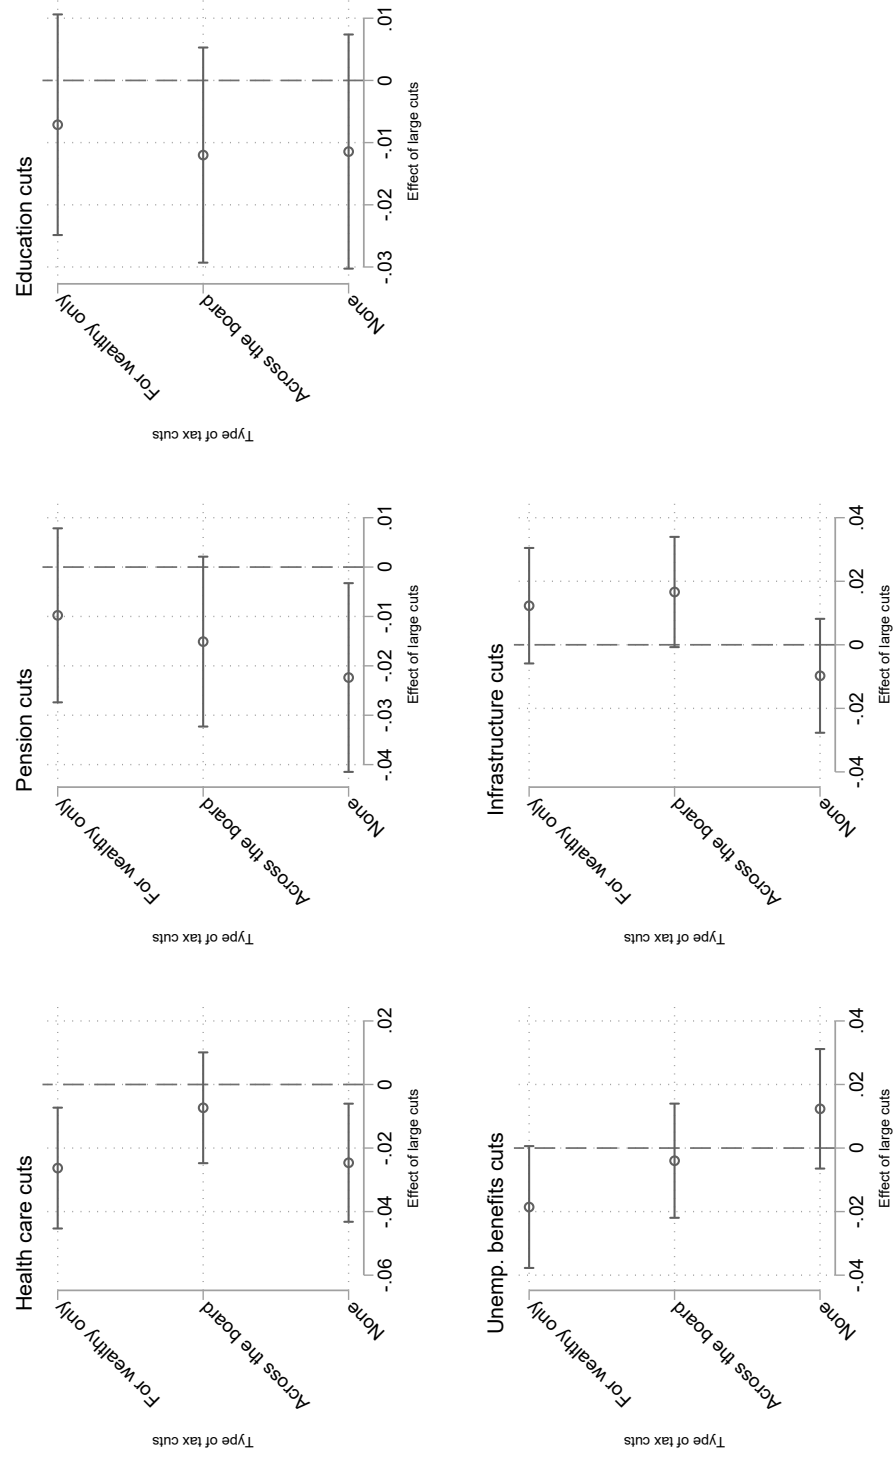 Health care cuts
Type of tax cuts
For wealthy only
Across the board
None
-.06 -.04 -.02 0 .02
Effect of large cuts
Pension cuts
Type of tax cuts
For wealthy only
Across the board
None
-.04 -.03 -.02 -.01 0 .01
Effect of large cuts
Education cuts
Type of tax cuts
For wealthy only
Across the board
None
-.03 -.02 -.01 0 .01
Effect of large cuts
Unemp. benefits cuts
Type of tax cuts
For wealthy only
Across the board
None
-.04 -.02 0 .02 .04
Effect of large cuts
Infrastructure cuts
Type of tax cuts
For wealthy only
Across the board
None
-.04 -.02 0 .02 .04
Effect of large cuts